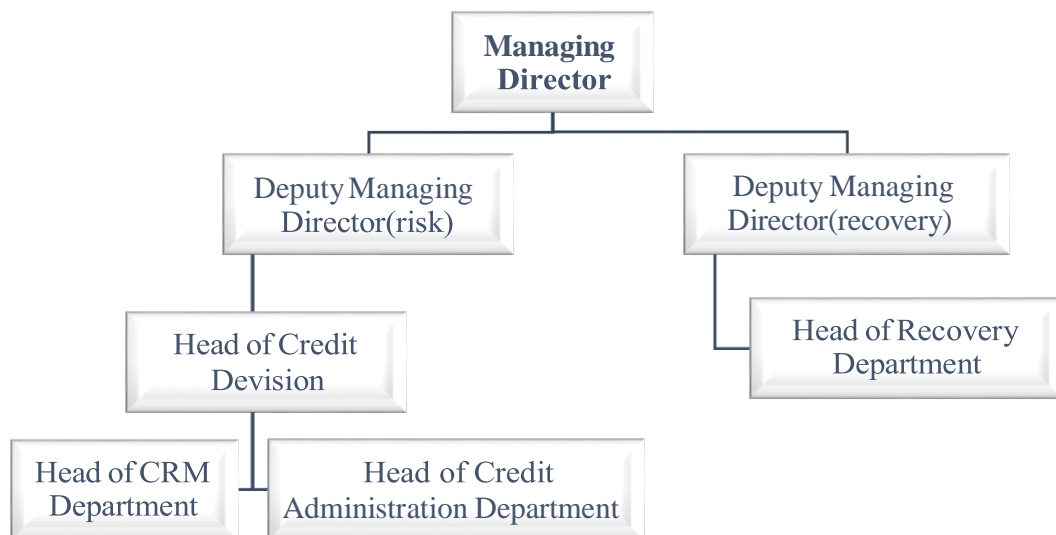 Managing
Director
Deputy Managing
Director(risk)
Deputy Managing
Director(recovery)
Head of Credit
Devision
Head of Recovery
Department
Head of CRM
Department
Head of Credit
Administration Department